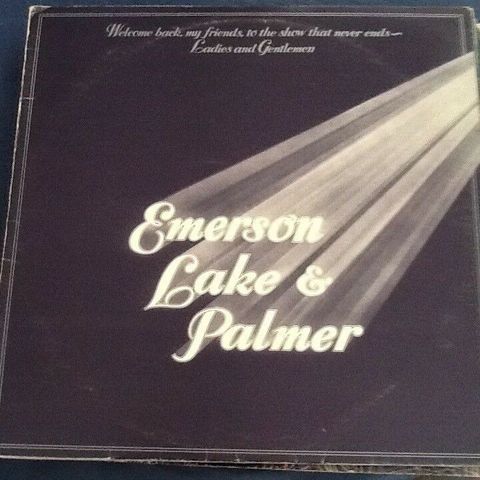 Welcome back, my friends, to the show that never ends—
Ladies and Gentlemen
Emerson
Lake &
Palmer